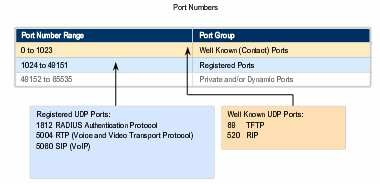 Port Numbers
Port Number Range Port Group
0 to 1023 Well Known (Contact) Ports
1024 to 49151 Registered Ports
49152 to 65535 Private and/or Dynamic Ports
Registered UDP Ports:
1812 RADIUS Authentication Protocol
5004 RTP (Voice and Video Transport Protocol)
5060 SIP (VoIP)
Well Known UDP Ports:
69 TFTP
520 RIP